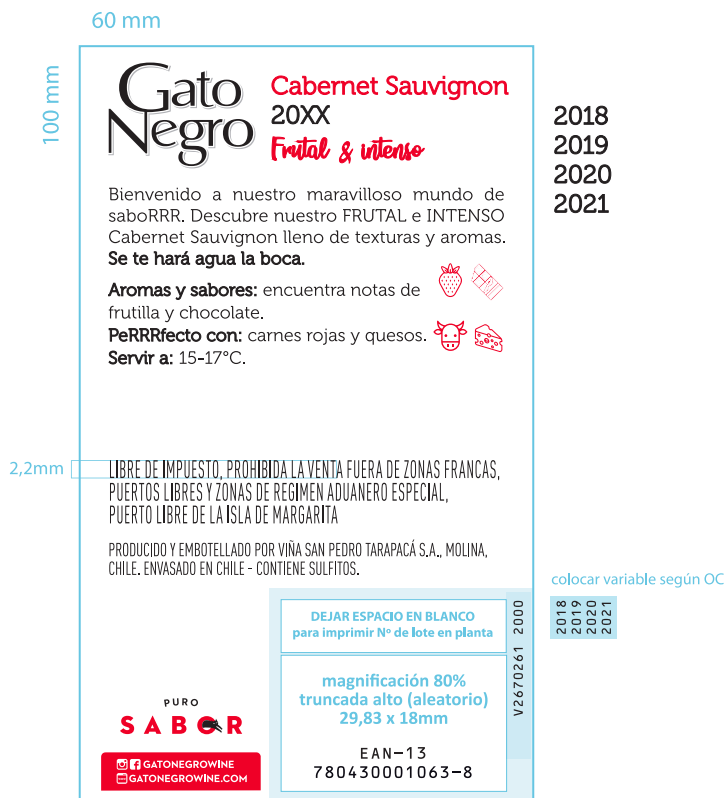 60 mm
100 mm
Gato
Negro
Cabernet Sauvignon
20XX
Frutal & intenso
2018
2019
2020
2021
Bienvenido a nuestro maravilloso mundo de
saboRRR. Descubre nuestro FRUTAL e INTENSO
Cabernet Sauvignon lleno de texturas y aromas.
Se te hará agua la boca.
Aromas y sabores: encuentra notas de
frutilla y chocolate.
PeRRRfecto con: carnes rojas y quesos.
Servir a: 15-17°C.
2,2mm
LIBRE DE IMPUESTO, PROHIBIDA LA VENTA FUERA DE ZONAS FRANCAS,
PUERTOS LIBRES Y ZONAS DE REGIMEN ADUANERO ESPECIAL,
PUERTO LIBRE DE LA ISLA DE MARGARITA
PRODUCIDO Y EMBOTELLADO POR VIÑA SAN PEDRO TARAPACÁ S.A., MOLINA,
CHILE. ENVASADO EN CHILE - CONTIENE SULFITOS.
colocar variable según OC
2018
2019
2020
2021
DEJAR ESPACIO EN BLANCO
para imprimir Nº de lote en planta
V2670261 2000
magnificación 80%
truncada alto (aleatorio)
29,83 x 18mm
EAN-13
780430001063-8
PURO
SABOR
GATONEGROWINE
GATONEGROWINE.COM